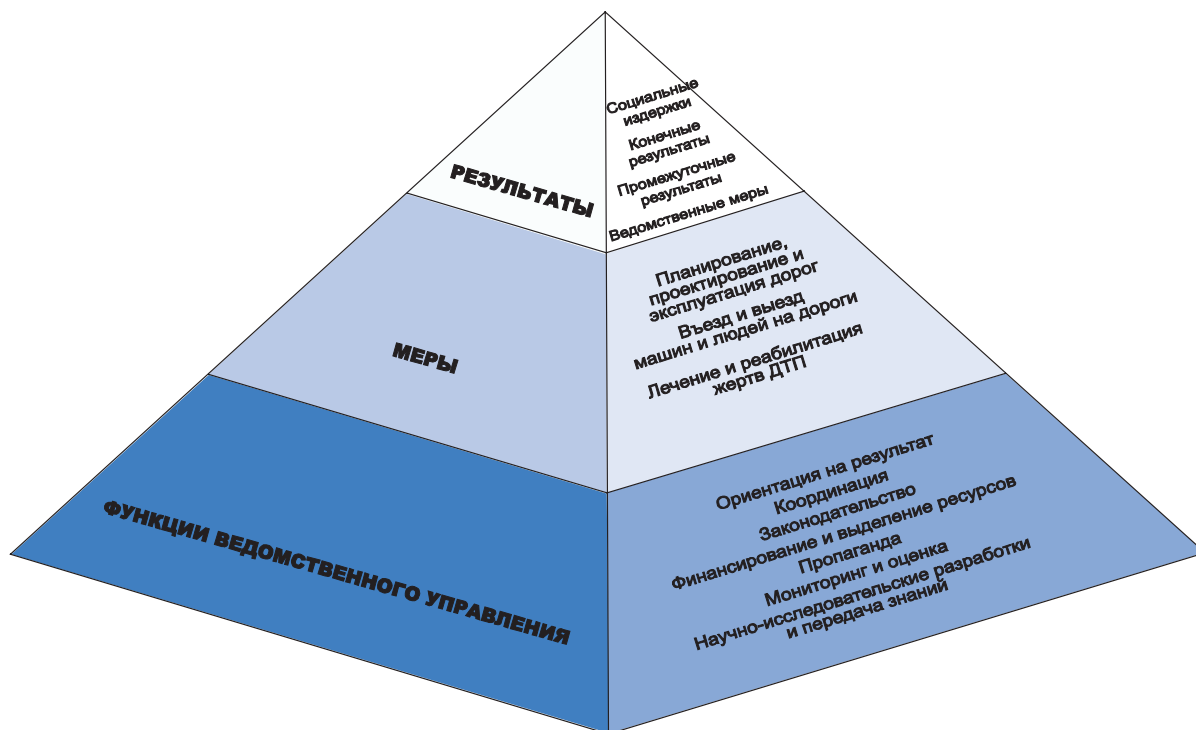 Социальные
издержки
Конечные
результаты
Промежуточные
результаты
Ведомственные меры
РЕЗУЛЬТАТЫ
Планирование,
проектирование и
эксплуатация дорог
Въезд и выезд
машин и людей на дороги
Лечение и реабилитация
жертв ДТП
МЕРЫ
Ориентация на результат
Координация
Законодательство
Финансирование и выделение ресурсов
Пропаганда
Мониторинг и оценка
Научно-исследовательские разработки
и передача знаний
ФУНКЦИИ ВЕДОМСТВЕННОГО УПРАВЛЕНИЯ